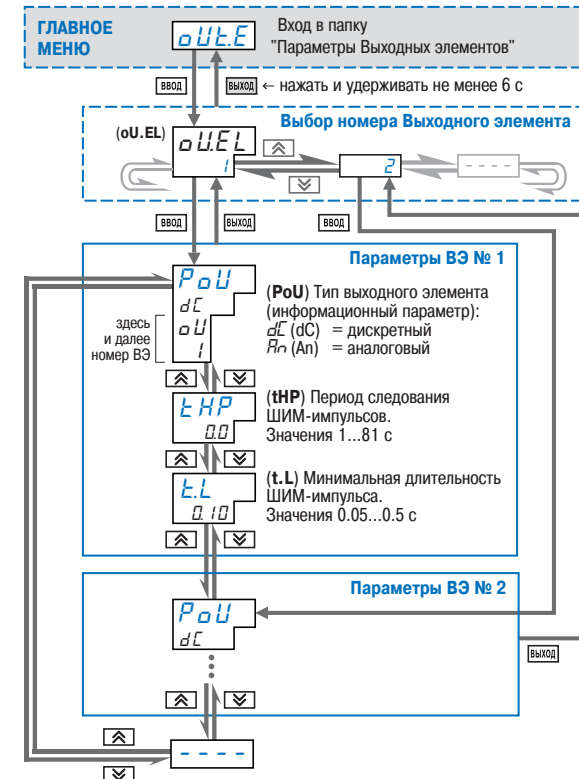 ГЛАВНОЕ МЕНЮ
oUt.E
Вход в папку
"Параметры Выходных элементов"
ВВОД
ВЫХОД ← нажать и удерживать не менее 6 с
Выбор номера Выходного элемента
(oU.EL)
oU.EL
1
2
- - - -
ВВОД
ВЫХОД
ВВОД
Параметры ВЭ № 1
PoU
dC
oU
1
здесь
и далее
номер ВЭ
(PoU) Тип выходного элемента
(информационный параметр):
dC (dC) = дискретный
An (An) = аналоговый
tHP
0.0
(tHP) Период следования
ШИМ-импульсов.
Значения 1...81 с
t.L
0.10
(t.L) Минимальная длительность
ШИМ-импульса.
Значения 0.05...0.5 с
Параметры ВЭ № 2
PoU
dC
ВЫХОД
- - - -